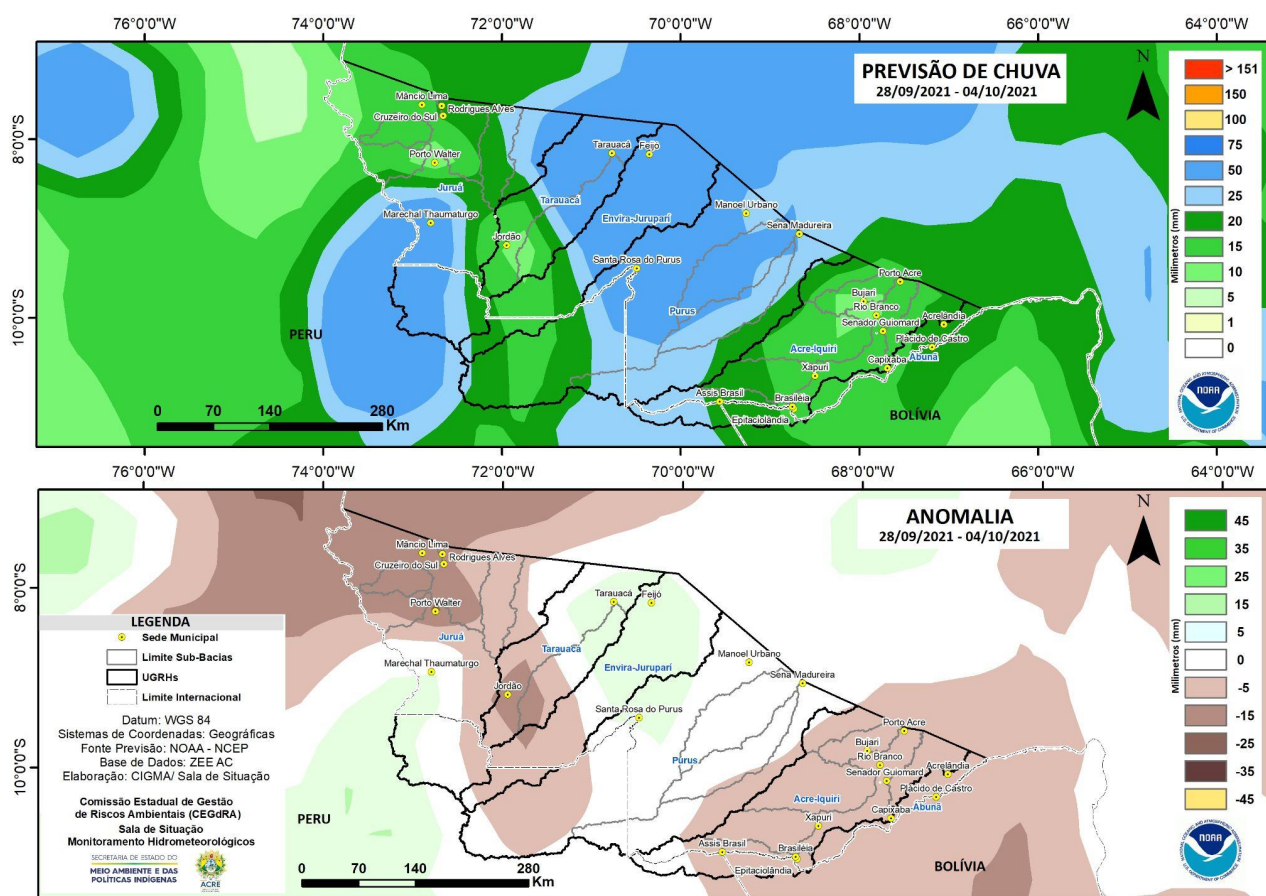 76°0'0"W 74°0'0"W 72°0'0"W 70°0'0"W 68°0'0"W 66°0'0"W 64°0'0"W
PREVISÃO DE CHUVA
28/09/2021 - 04/10/2021
N
> 151
150
100
75
50
25
20
15
10
5
1
0
Milímetros (mm)
8°0'0"S
10°0'0"S
Mâncio Lima
Rodrigues Alves
Cruzeiro do Sul
Porto Walter
Juruá
Marechal Thaumaturgo
Jordão
Tarauacá
Feijó
Tarauacá
Envira-Jurupari
Manoel Urbano
Sena Madureira
Santa Rosa do Purus
Purus
Porto Acre
Bujari
Rio Branco
Senador Guiomard
Acrelândia
Plácido de Castro
Acre-Iquiri
Abunã
Capixaba
Xapuri
Assis Brasil
Brasiléia
Epitaciolândia
PERU
BOLÍVIA
0 70 140 280
Km
NOAA
76°0'0"W 74°0'0"W 72°0'0"W 70°0'0"W 68°0'0"W 66°0'0"W 64°0'0"W
ANOMALIA
28/09/2021 - 04/10/2021
N
45
35
25
15
5
0
-5
-15
-25
-35
-45
Milímetros (mm)
8°0'0"S
10°0'0"S
Mâncio Lima
Rodrigues Alves
Cruzeiro do Sul
Porto Walter
Juruá
Marechal Thaumaturgo
Jordão
Tarauacá
Feijó
Tarauacá
Envira-Jurupari
Manoel Urbano
Sena Madureira
Santa Rosa do Purus
Purus
Porto Acre
Bujari
Rio Branco
Senador Guiomard
Acrelândia
Plácido de Castro
Acre-Iquiri
Abunã
Capixaba
Xapuri
Assis Brasil
Brasiléia
Epitaciolândia
PERU
BOLÍVIA
LEGENDA
Sede Municipal
Limite Sub-Bacias
UGRHs
Limite Internacional
Datum: WGS 84
Sistemas de Coordenadas: Geográficas
Fonte Previsão: NOAA - NCEP
Base de Dados: ZEE AC
Elaboração: CIGMA/ Sala de Situação
Comissão Estadual de Gestão
de Riscos Ambientais (CEGdRA)
Sala de Situação
Monitoramento Hidrometeorológicos
SECRETARIA DE ESTADO DO
MEIO AMBIENTE E DAS
POLÍTICAS INDÍGENAS
ACRE
0 70 140 280
Km
NOAA